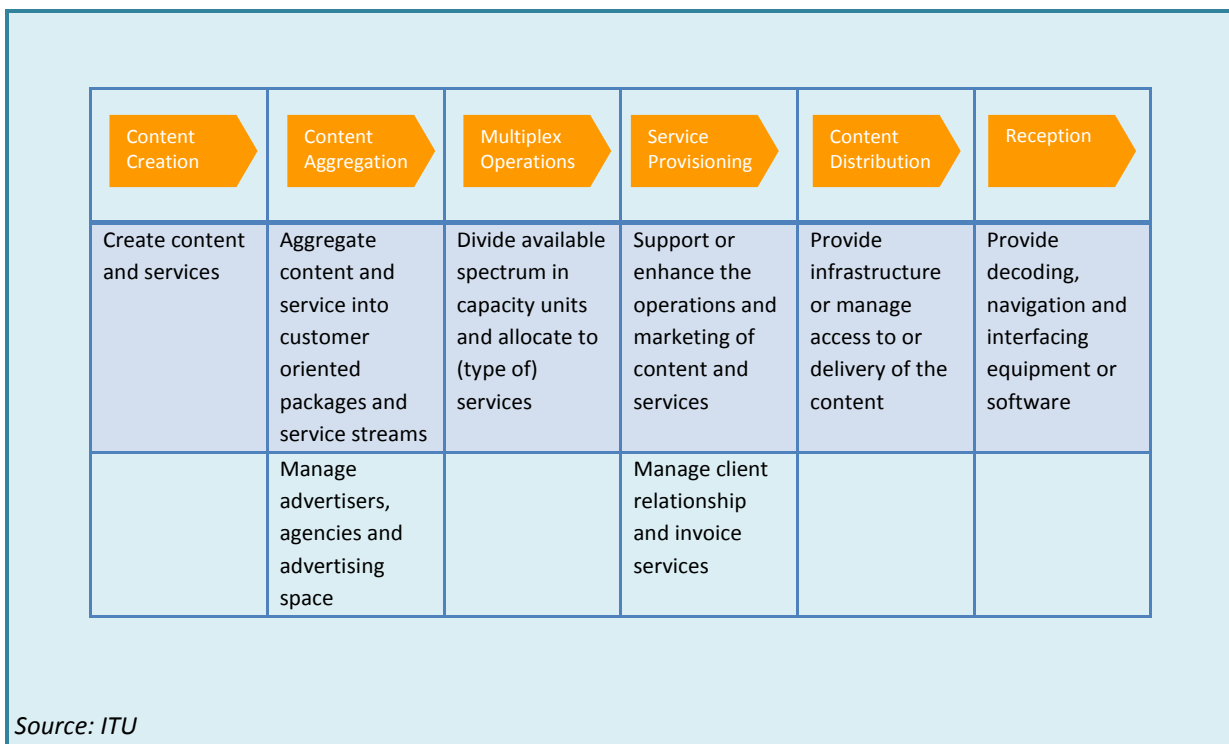 Content
Creation
Content
Aggregation
Multiplex
Operations
Service
Provisioning
Content
Distribution
Reception
Create content
and services
Aggregate
content and
service into
customer
oriented
packages and
service streams
Divide available
spectrum in
capacity units
and allocate to
(type of)
services
Support or
enhance the
operations and
marketing of
content and
services
Provide
infrastructure
or manage
access to or
delivery of the
content
Provide
decoding,
navigation and
interfacing
equipment or
software
Manage
advertisers,
agencies and
advertising
space
Manage client
relationship
and invoice
services
Source: ITU